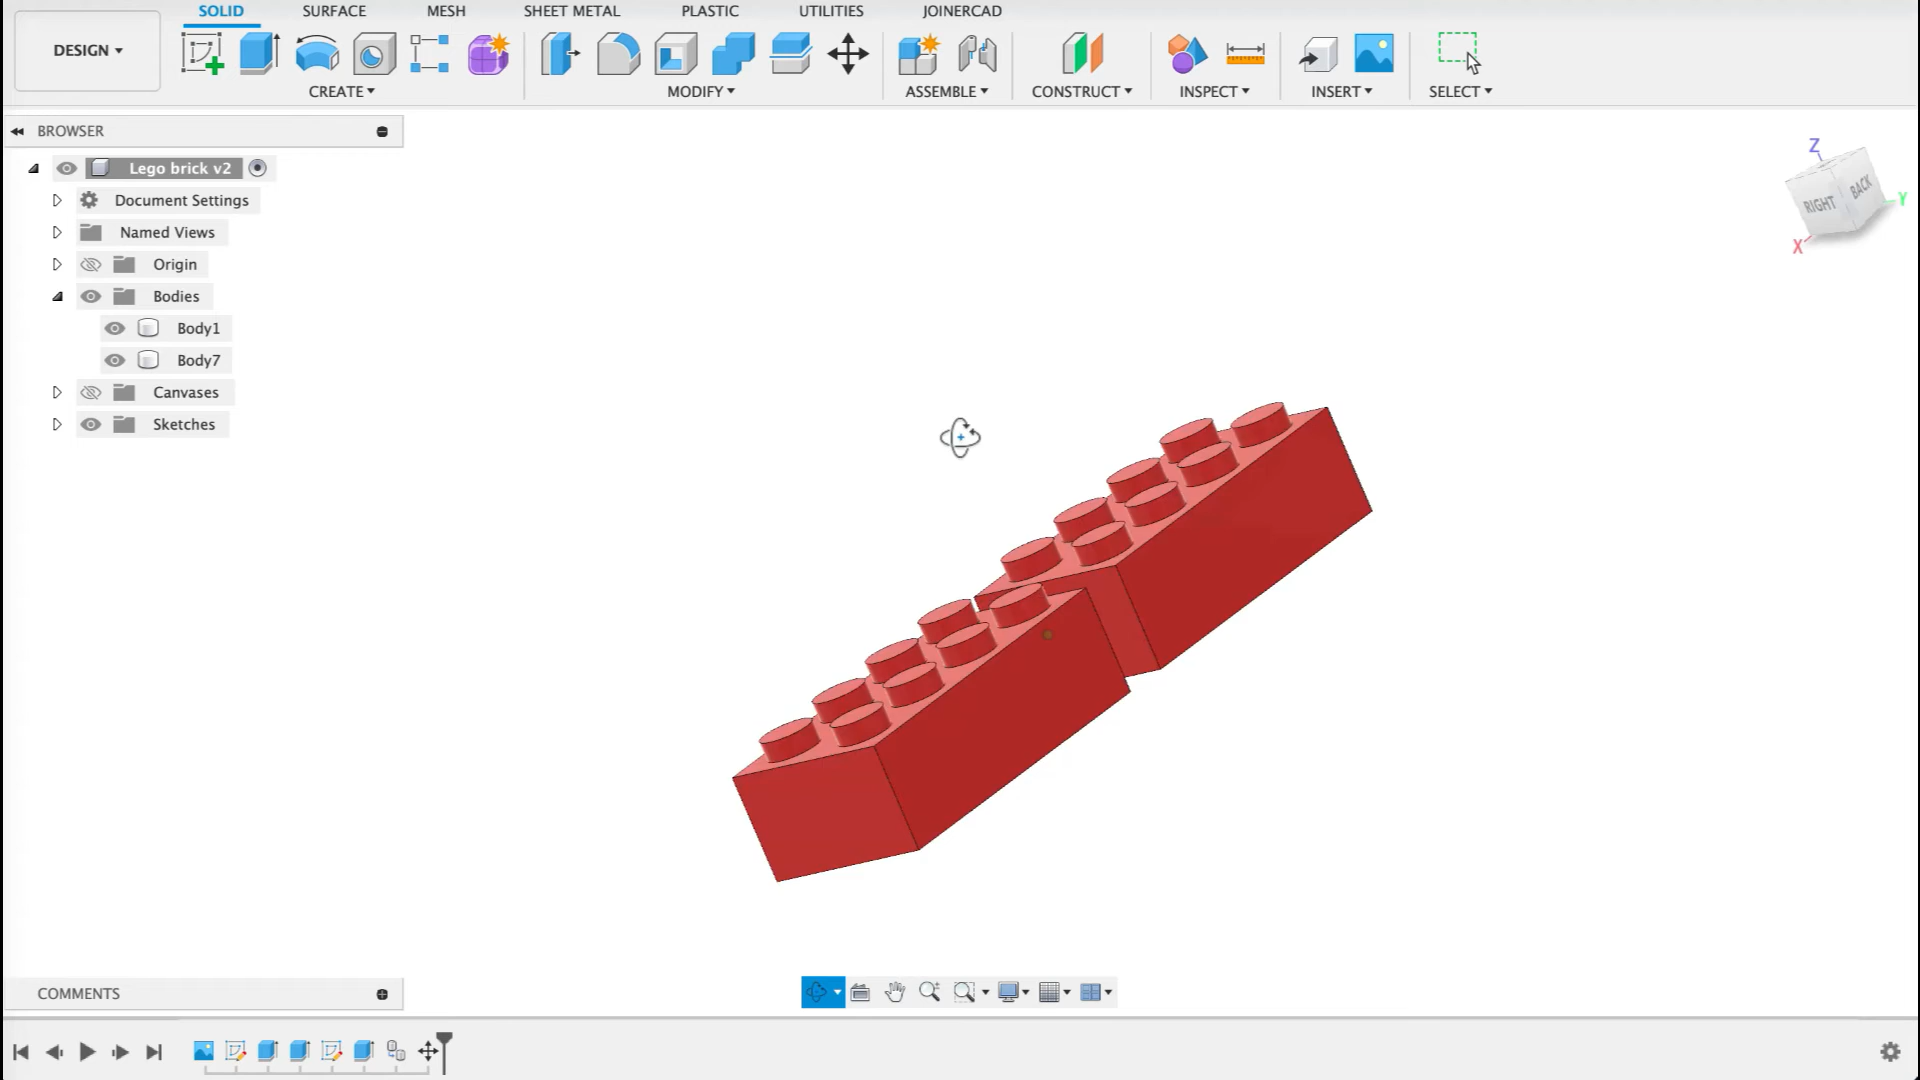 SOLID SURFACE MESH SHEET METAL PLASTIC UTILITIES JOINERCAD
DESIGN
CREATE MODIFY ASSEMBLE CONSTRUCT INSPECT INSERT SELECT
BROWSER
Lego brick v2
Document Settings
Named Views
Origin
Bodies
Body1
Body7
Canvases
Sketches
Z
RIGHT BACK
Y
X
COMMENTS